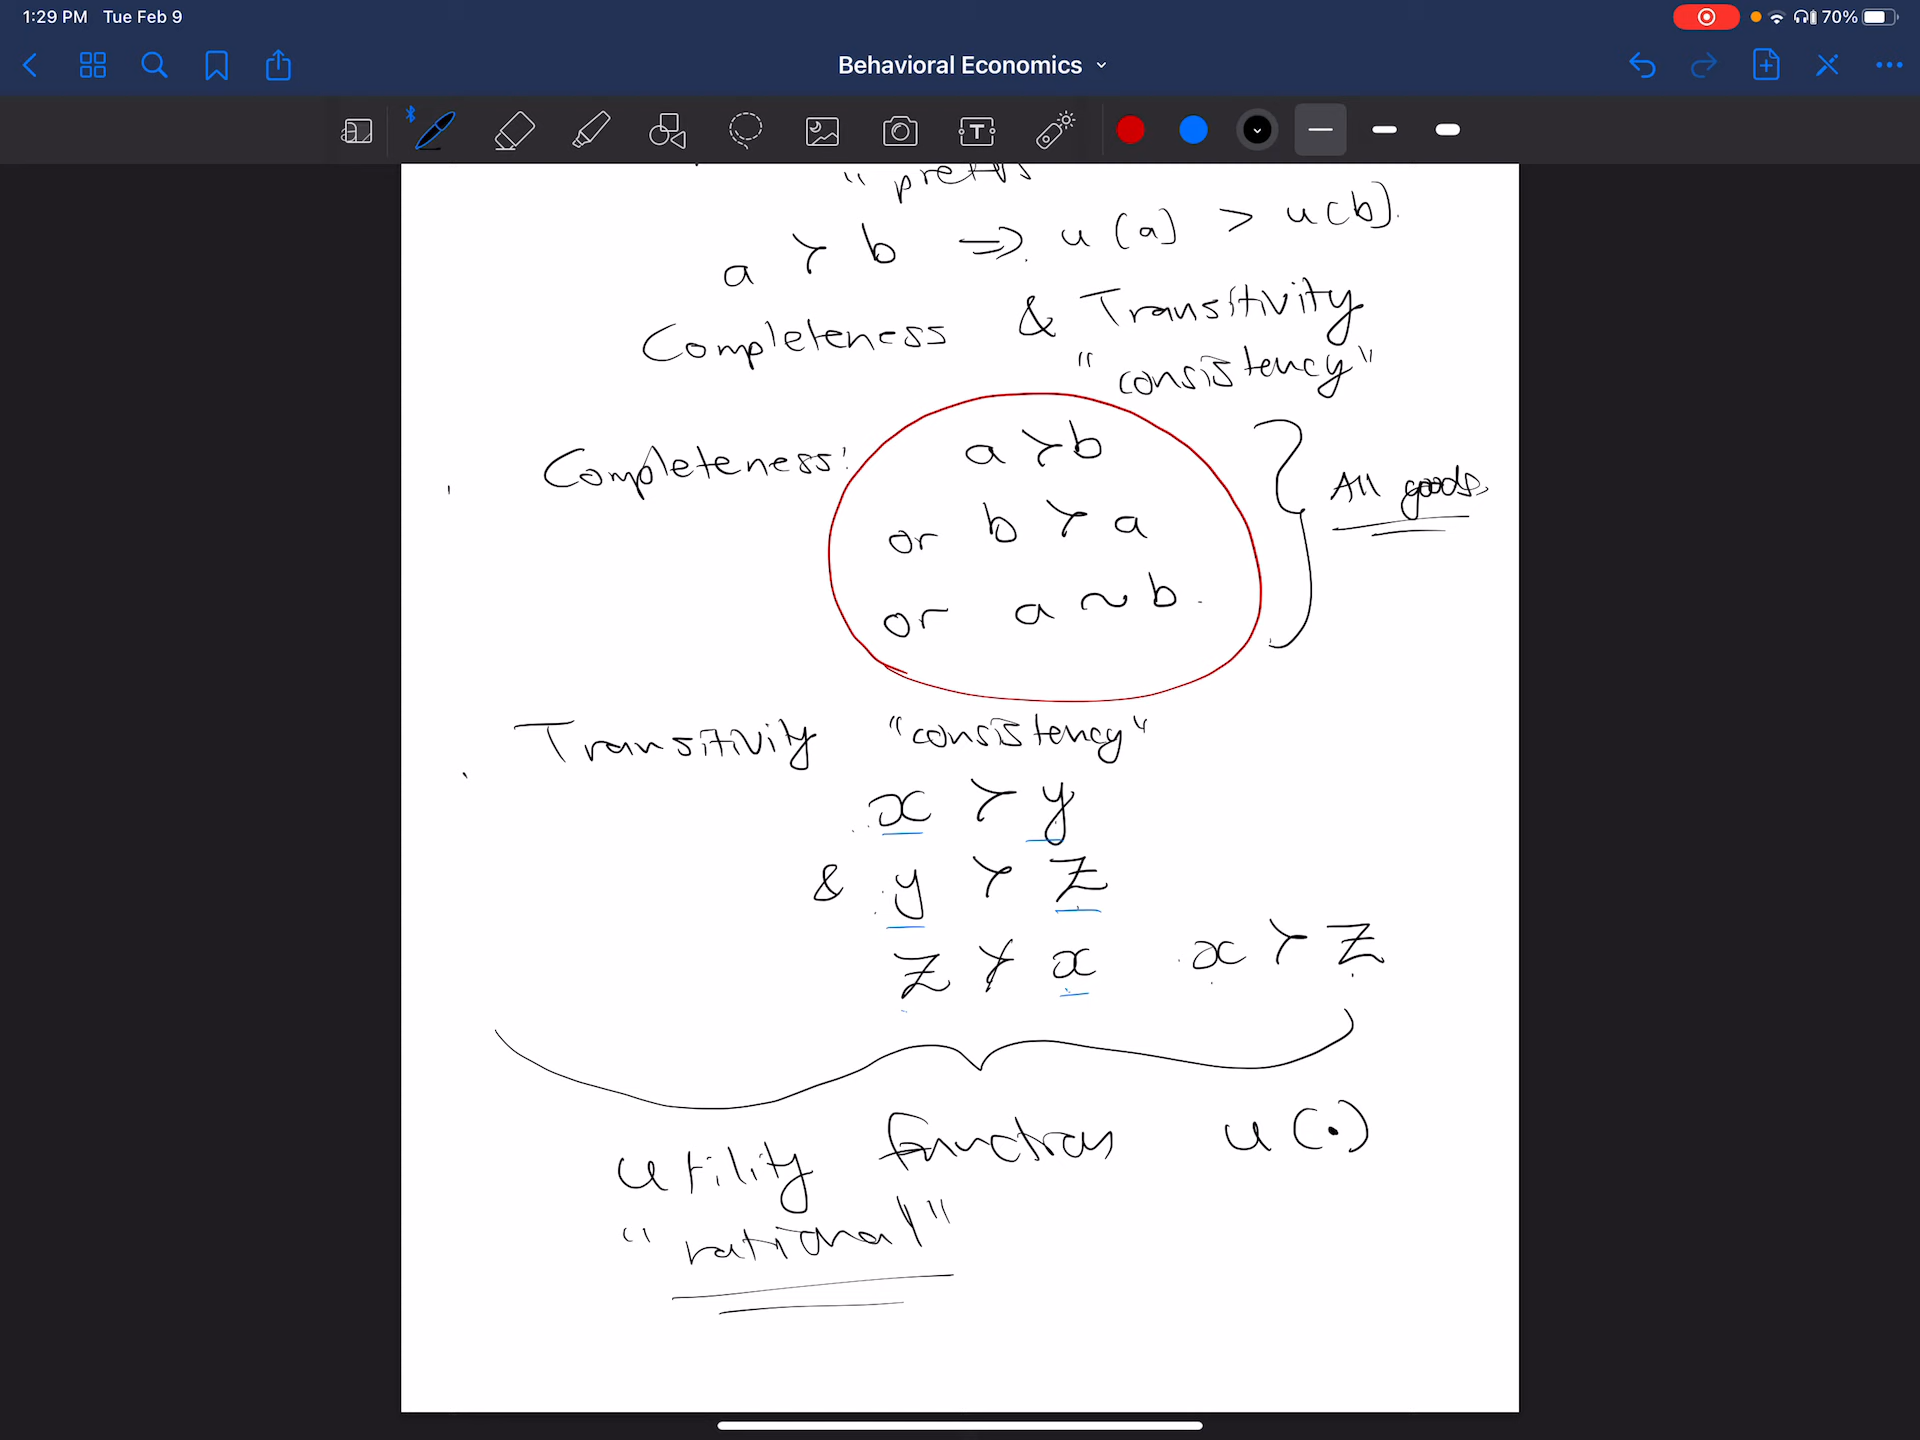 1:29 PM Tue Feb 9
70%
Behavioral Economics
T
a ≻ b ⇒ u(a) > u(b).
Completeness & Transitivity
"consistency"
Completeness: a ≻ b
or b ≻ a
or a ~ b.
All goods
Transitivity "consistency"
x ≻ y
& y ≻ z
z ⊁ x x ≻ z
utility function u(·)
"rational"